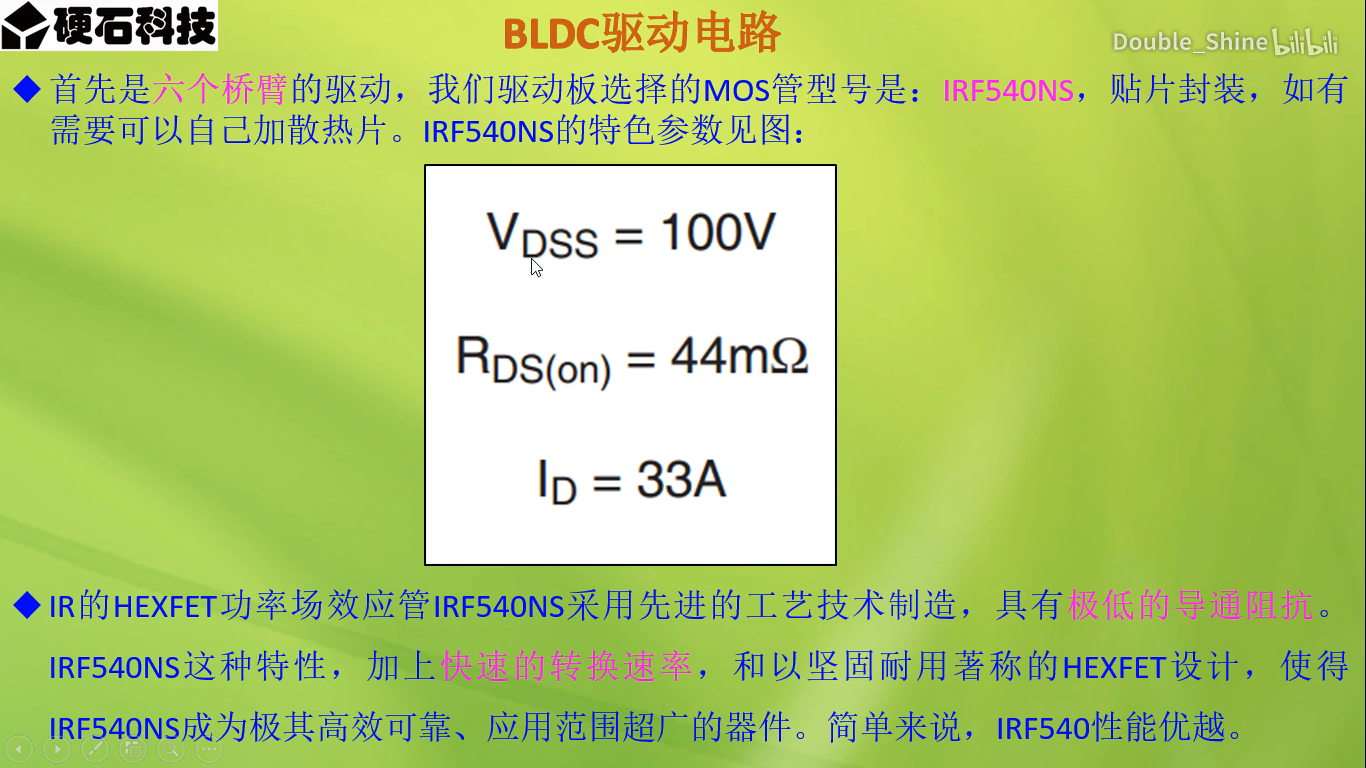 硬石科技
BLDC驱动电路
Double_Shine bilibili
首先是六个桥臂的驱动，我们驱动板选择的MOS管型号是：IRF540NS，贴片封装，如有
需要可以自己加散热片。IRF540NS的特色参数见图：
VDSS = 100V
RDS(on) = 44mΩ
ID = 33A
IR的HEXFET功率场效应管IRF540NS采用先进的工艺技术制造，具有极低的导通阻抗。
IRF540NS这种特性，加上快速的转换速率，和以坚固耐用著称的HEXFET设计，使得
IRF540NS成为极其高效可靠、应用范围超广的器件。简单来说，IRF540性能优越。